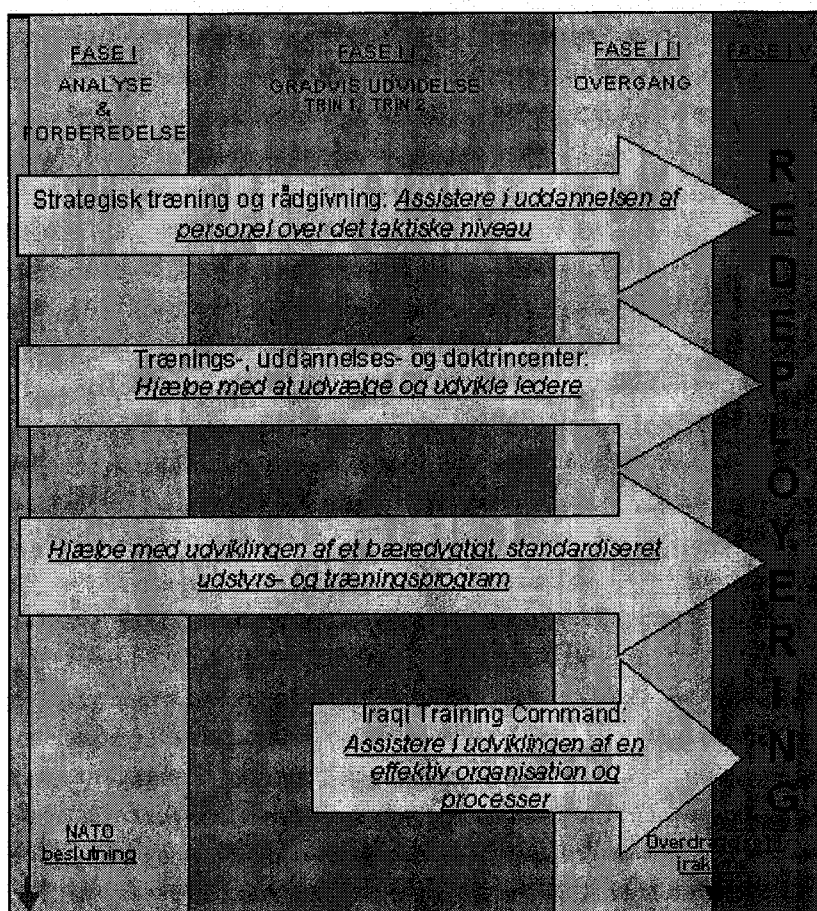 FASE I
ANALYSE
&
FORBEREDELSE
FASE II
GRADVIS UDVIDELSE
TRIN 1, TRIN 2
FASE III
OVERGANG
FASE IV
Strategisk træning og rådgivning: Assistere i uddannelsen af
personel over det taktiske niveau
Trænings-, uddannelses- og doktrincenter:
Hjælpe med at udvælge og udvikle ledere
Hjælpe med udviklingen af et bæredygtigt, standardiseret
udstyrs- og træningsprogram
Iraqi Training Command:
Assistere i udviklingen af en
effektiv organisation og
processer
REDEPLOYERING
NATO
beslutning